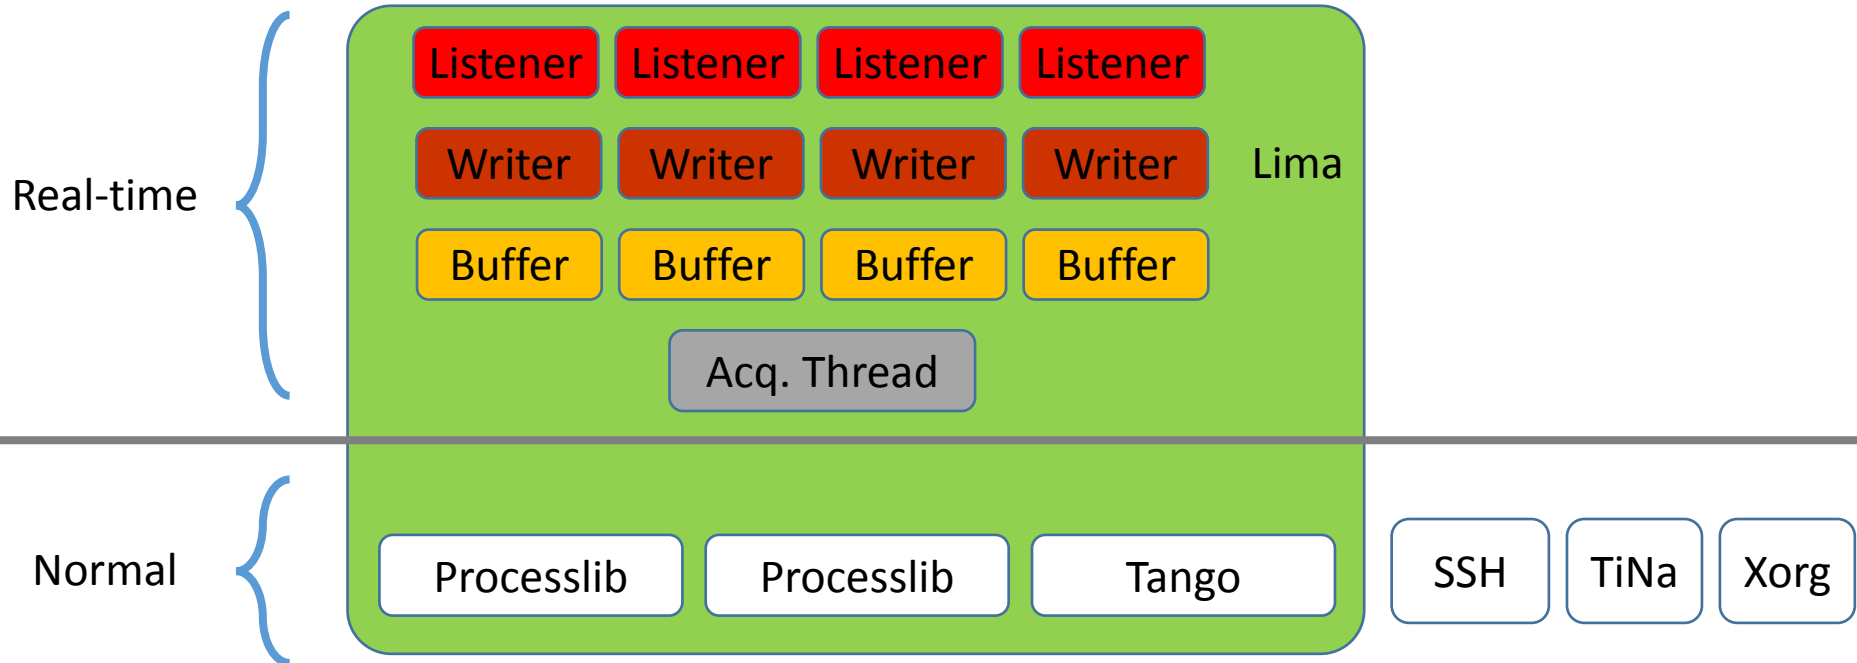 Listener Listener Listener Listener
Writer Writer Writer Writer Lima
Real-time
Buffer Buffer Buffer Buffer
Acq. Thread
Normal
Processlib Processlib Tango
SSH TiNa Xorg